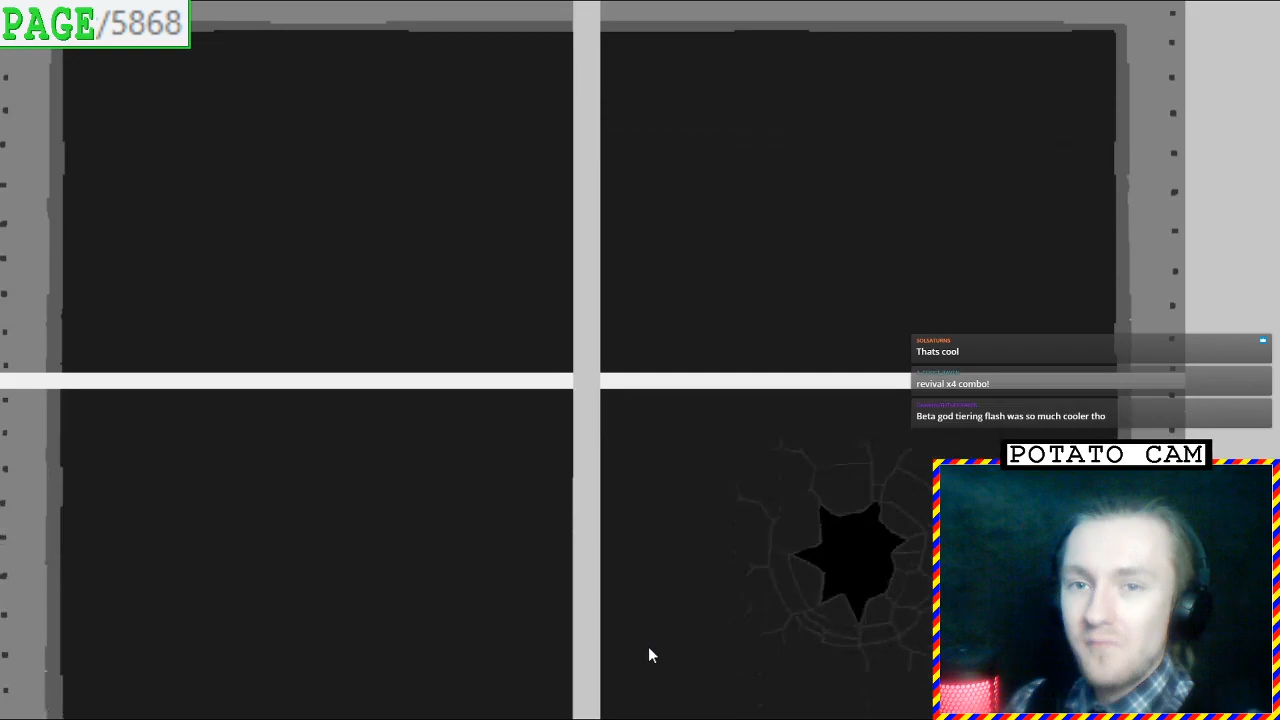 PAGE/5868
SOLSATURNS
Thats cool
revival x4 combo!
Beta god tiering flash was so much cooler tho
POTATO CAM